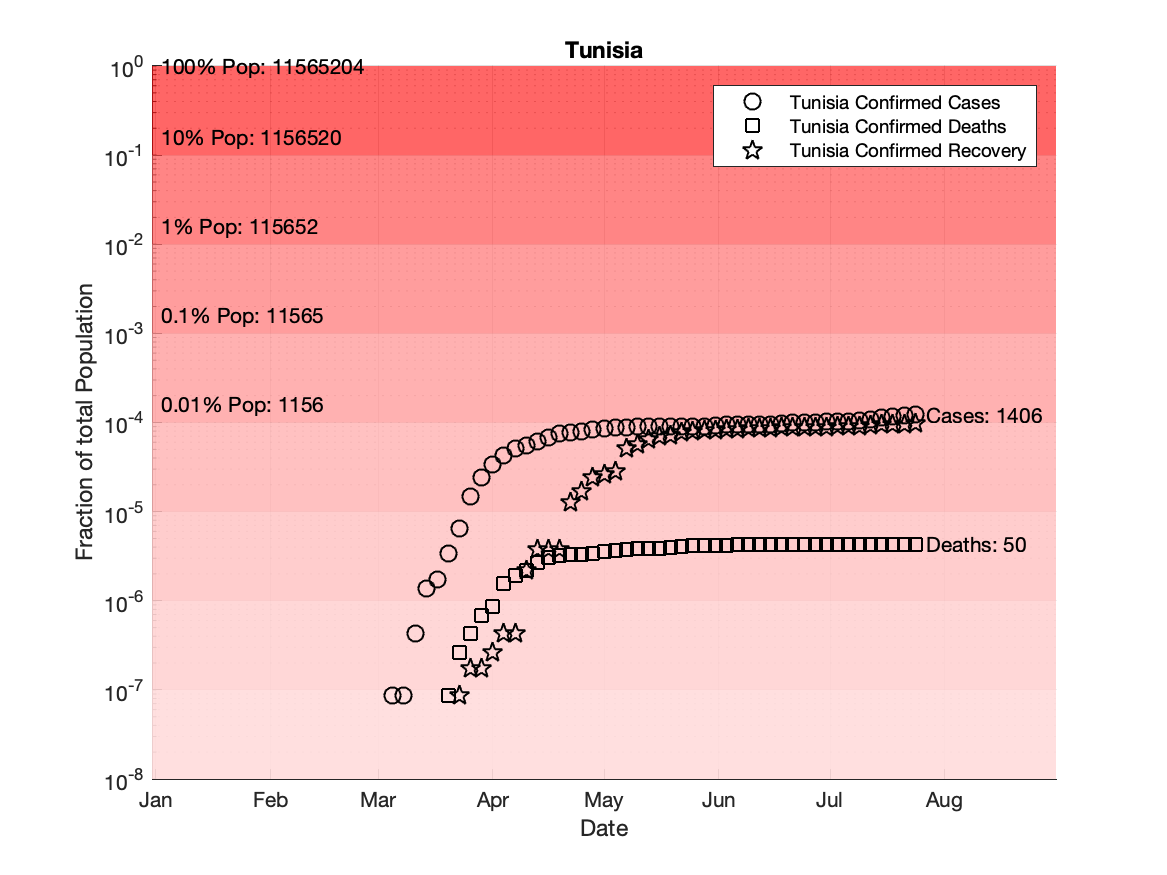 Tunisia
10^0
100% Pop: 11565204
10% Pop: 1156520
10^-1
1% Pop: 115652
10^-2
0.1% Pop: 11565
10^-3
0.01% Pop: 1156
10^-4
10^-5
10^-6
10^-7
10^-8
Tunisia Confirmed Cases
Tunisia Confirmed Deaths
Tunisia Confirmed Recovery
Cases: 1406
Deaths: 50
Fraction of total Population
Jan Feb Mar Apr May Jun Jul Aug
Date